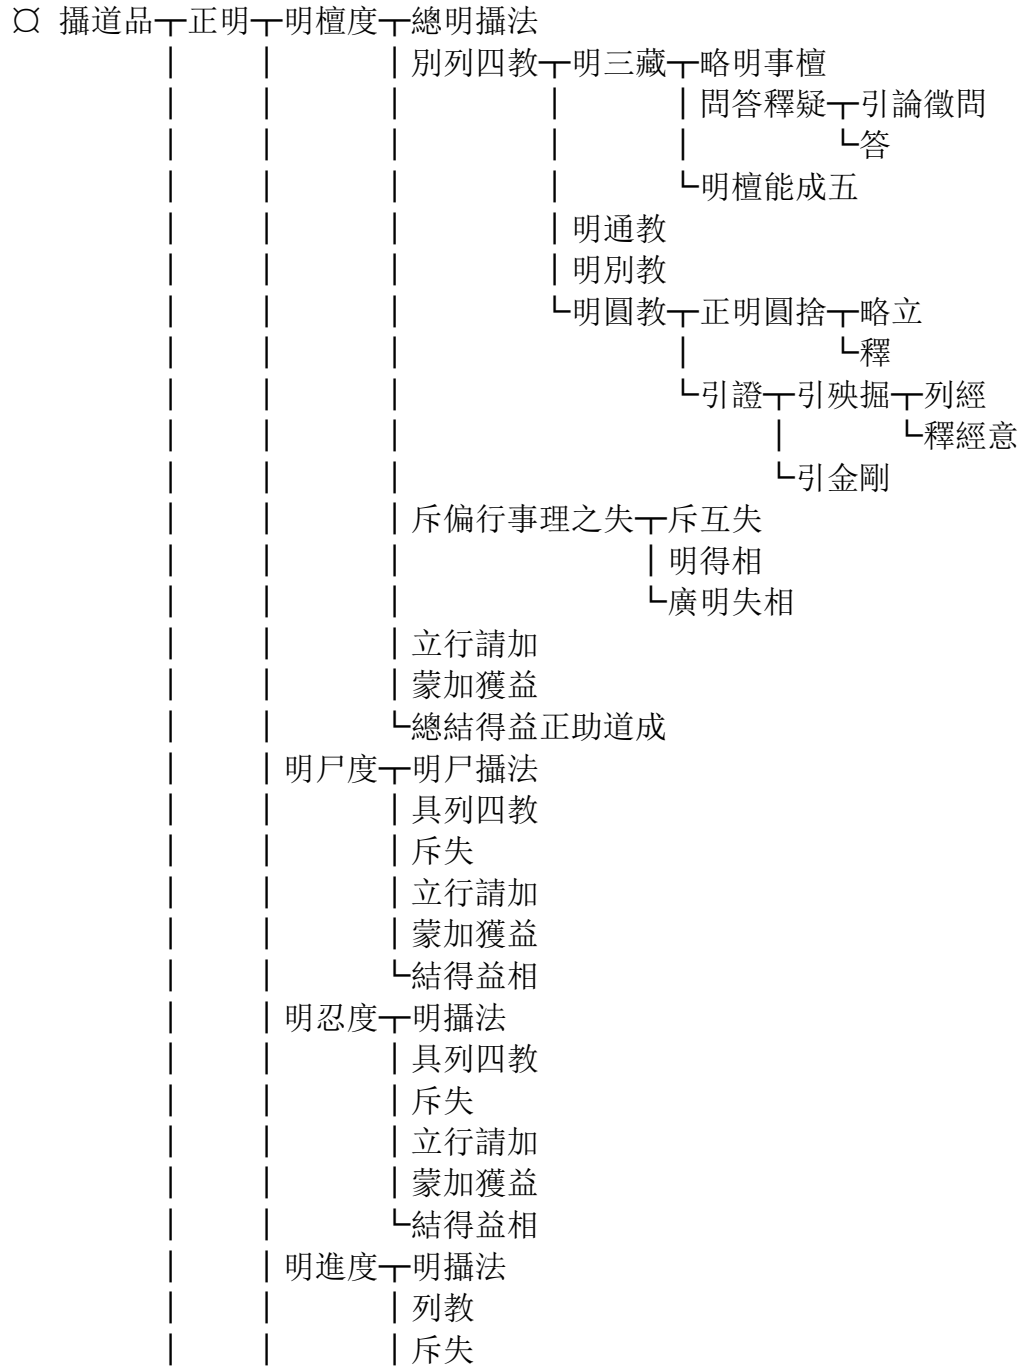 ¤ 攝道品┬正明┬明檀度┬總明攝法
│ │ │別列四教┬明三藏┬略明事檀
│ │ │ │ │問答釋疑┬引論徵問
│ │ │ │ │ └答
│ │ │ │ └明檀能成五
│ │ │ │明通教
│ │ │ │明別教
│ │ │ └明圓教┬正明圓捨┬略立
│ │ │ │ └釋
│ │ │ └引證┬引殃掘┬列經
│ │ │ │ └釋經意
│ │ │ └引金剛
│ │ │斥偏行事理之失┬斥互失
│ │ │ │明得相
│ │ │ └廣明失相
│ │ │立行請加
│ │ │蒙加獲益
│ │ └總結得益正助道成
│ │明尸度┬明尸攝法
│ │ │具列四教
│ │ │斥失
│ │ │立行請加
│ │ │蒙加獲益
│ │ └結得益相
│ │明忍度┬明攝法
│ │ │具列四教
│ │ │斥失
│ │ │立行請加
│ │ │蒙加獲益
│ │ └結得益相
│ │明進度┬明攝法
│ │ │列教
│ │ │斥失